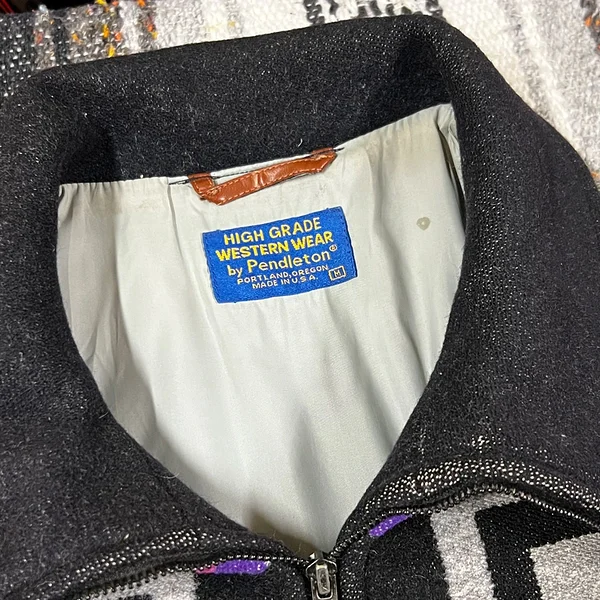 HIGH GRADE
WESTERN WEAR
by Pendleton®
PORTLAND, OREGON
MADE IN U.S.A. M